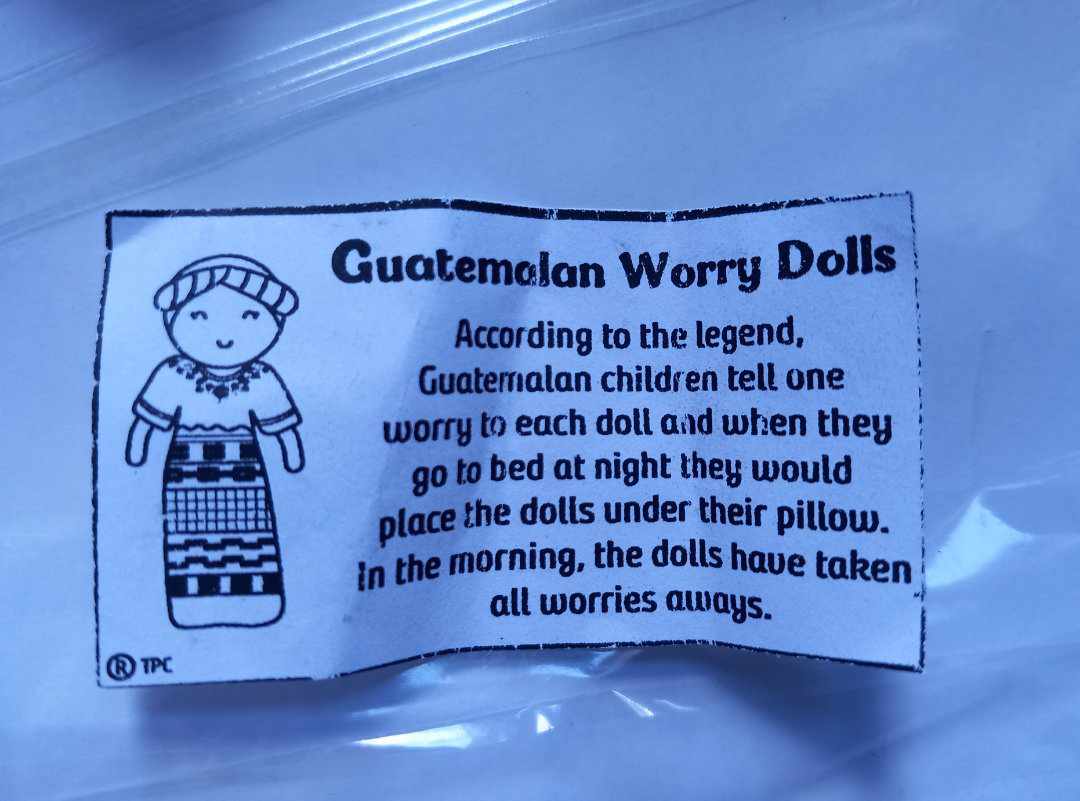 Guatemalan Worry Dolls
According to the legend,
Guatemalan children tell one
worry to each doll and when they
go to bed at night they would
place the dolls under their pillow.
In the morning, the dolls have taken
all worries aways.
® TPC